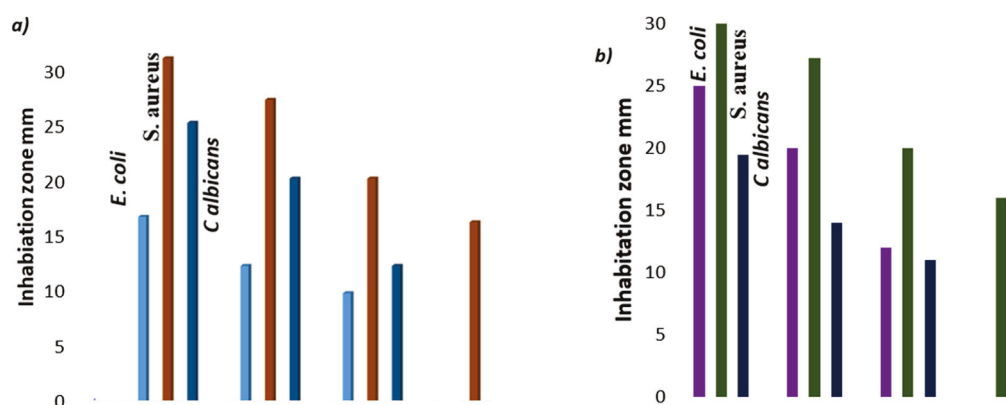 a)
Inhabiation zone mm
30
25
20
15
10
5
0
E. coli
S. aureus
C albicans
b)
Inhabitation zone mm
30
25
20
15
10
5
0
E. coli
S. aureus
C albicans